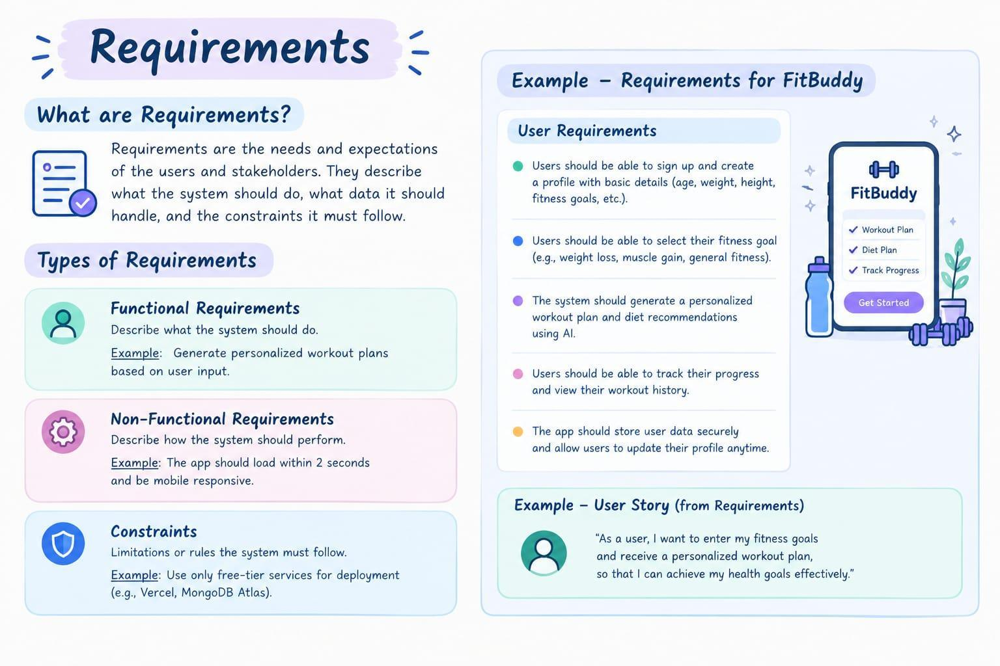 Requirements
What are Requirements?
Requirements are the needs and expectations
of the users and stakeholders. They describe
what the system should do, what data it should
handle, and the constraints it must follow.
Types of Requirements
Functional Requirements
Describe what the system should do.
Example: Generate personalized workout plans
based on user input.
Non-Functional Requirements
Describe how the system should perform.
Example: The app should load within 2 seconds
and be mobile responsive.
Constraints
Limitations or rules the system must follow.
Example: Use only free-tier services for deployment
(e.g., Vercel, MongoDB Atlas).
Example – Requirements for FitBuddy
User Requirements
Users should be able to sign up and create
a profile with basic details (age, weight, height,
fitness goals, etc.).
Users should be able to select their fitness goal
(e.g., weight loss, muscle gain, general fitness).
The system should generate a personalized
workout plan and diet recommendations
using AI.
Users should be able to track their progress
and view their workout history.
The app should store user data securely
and allow users to update their profile anytime.
FitBuddy
Workout Plan
Diet Plan
Track Progress
Get Started
Example – User Story (from Requirements)
“As a user, I want to enter my fitness goals
and receive a personalized workout plan,
so that I can achieve my health goals effectively.”